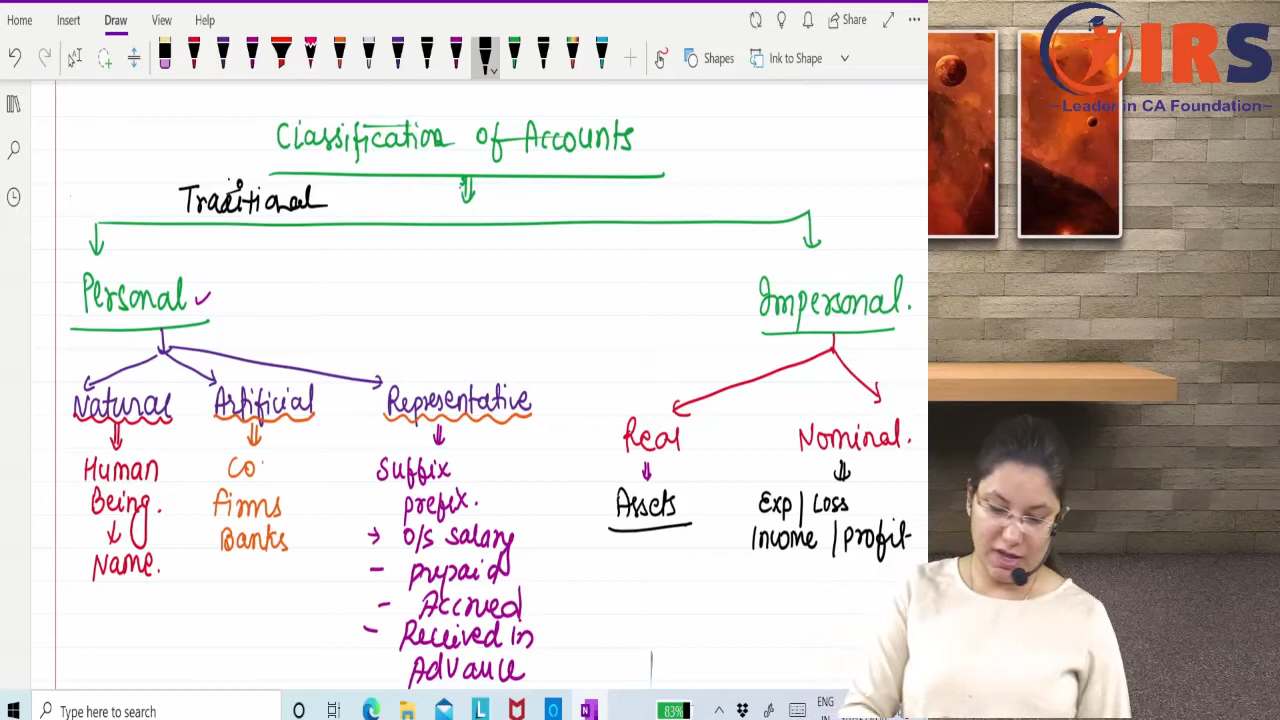 Home Insert Draw View Help Share
Shapes Ink to Shape
IRS
Leader in CA Foundation
Classification of Accounts
Traditional
Personal Impersonal.
Natural Artificial Representative
Real Nominal.
Human Co. Suffix
Being. Firms prefix. Assets Exp | Loss
Name. Banks → o/s salary Income | profit
- prepaid
- Accrued
- Received in
Advance
Type here to search 83% ENG
IN